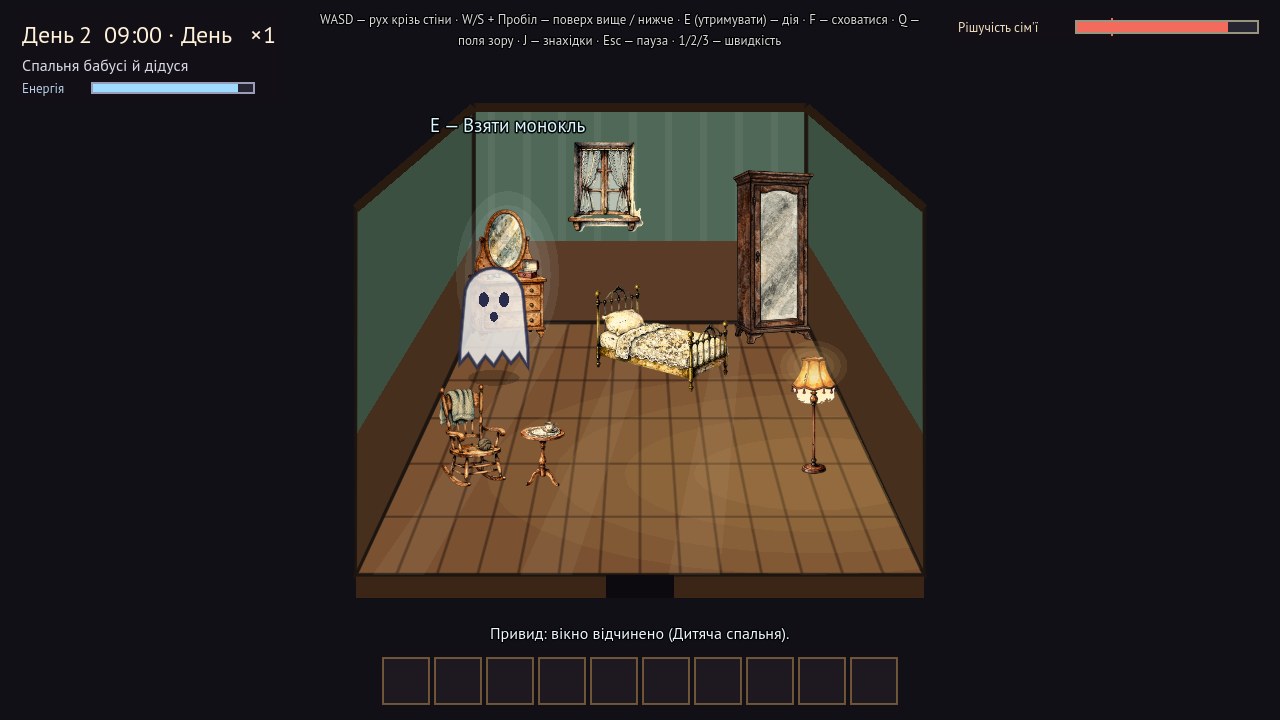 День 2 09:00 · День ×1
Спальня бабусі й дідуся
Енергія
WASD — рух крізь стіни · W/S + Пробіл — поверх вище / нижче · E (утримувати) — дія · F — сховатися · Q —
поля зору · J — знахідки · Esc — пауза · 1/2/3 — швидкість
Рішучість сім'ї
E — Взяти монокль
Привид: вікно відчинено (Дитяча спальня).